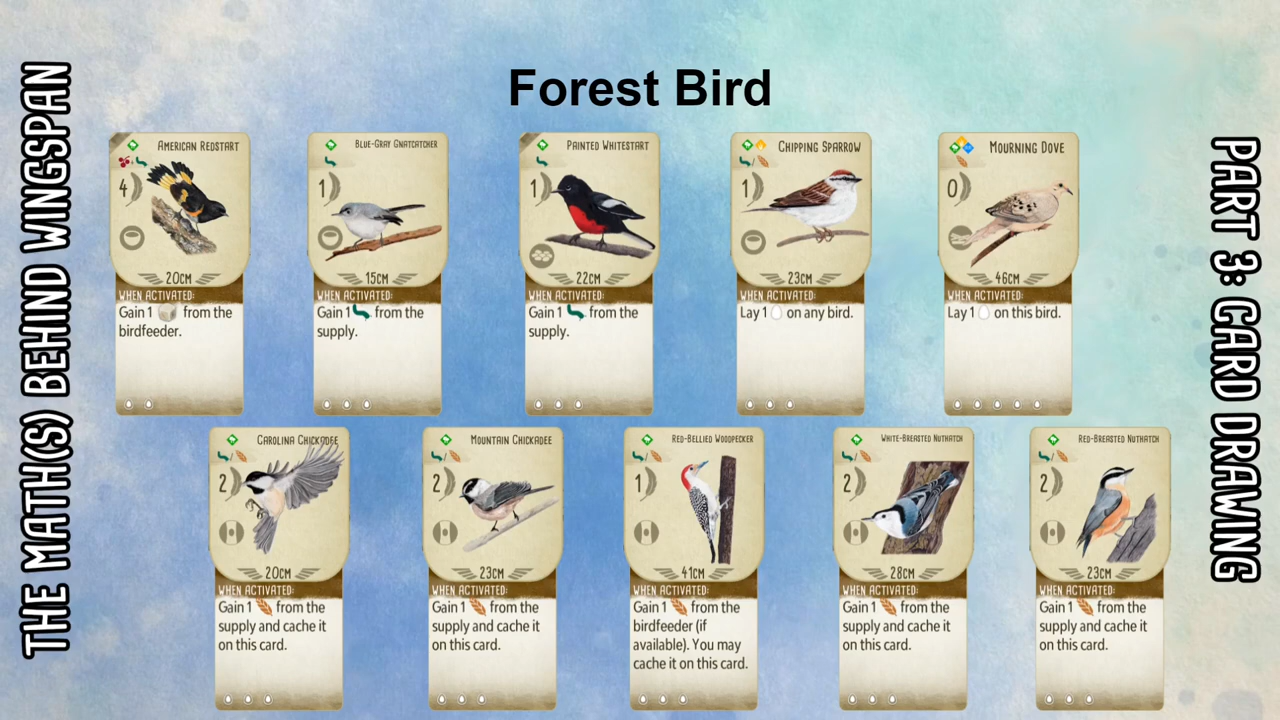 THE MATH(S) BEHIND WINGSPAN
Forest Bird
PART 3: CARD DRAWING
AMERICAN REDSTART
4
20CM
WHEN ACTIVATED:
Gain 1 from the
birdfeeder.
BLUE-GRAY GNATCATCHER
1
15CM
WHEN ACTIVATED:
Gain 1 from the
supply.
PAINTED WHITESTART
1
22CM
WHEN ACTIVATED:
Gain 1 from the
supply.
CHIPPING SPARROW
1
23CM
WHEN ACTIVATED:
Lay 1 on any bird.
MOURNING DOVE
0
46CM
WHEN ACTIVATED:
Lay 1 on this bird.
CAROLINA CHICKADEE
2
20CM
WHEN ACTIVATED:
Gain 1 from the
supply and cache it
on this card.
MOUNTAIN CHICKADEE
2
23CM
WHEN ACTIVATED:
Gain 1 from the
supply and cache it
on this card.
RED-BELLIED WOODPECKER
1
41CM
WHEN ACTIVATED:
Gain 1 from the
birdfeeder (if
available). You may
cache it on this card.
WHITE-BREASTED NUTHATCH
2
28CM
WHEN ACTIVATED:
Gain 1 from the
supply and cache it
on this card.
RED-BREASTED NUTHATCH
2
23CM
WHEN ACTIVATED:
Gain 1 from the
supply and cache it
on this card.